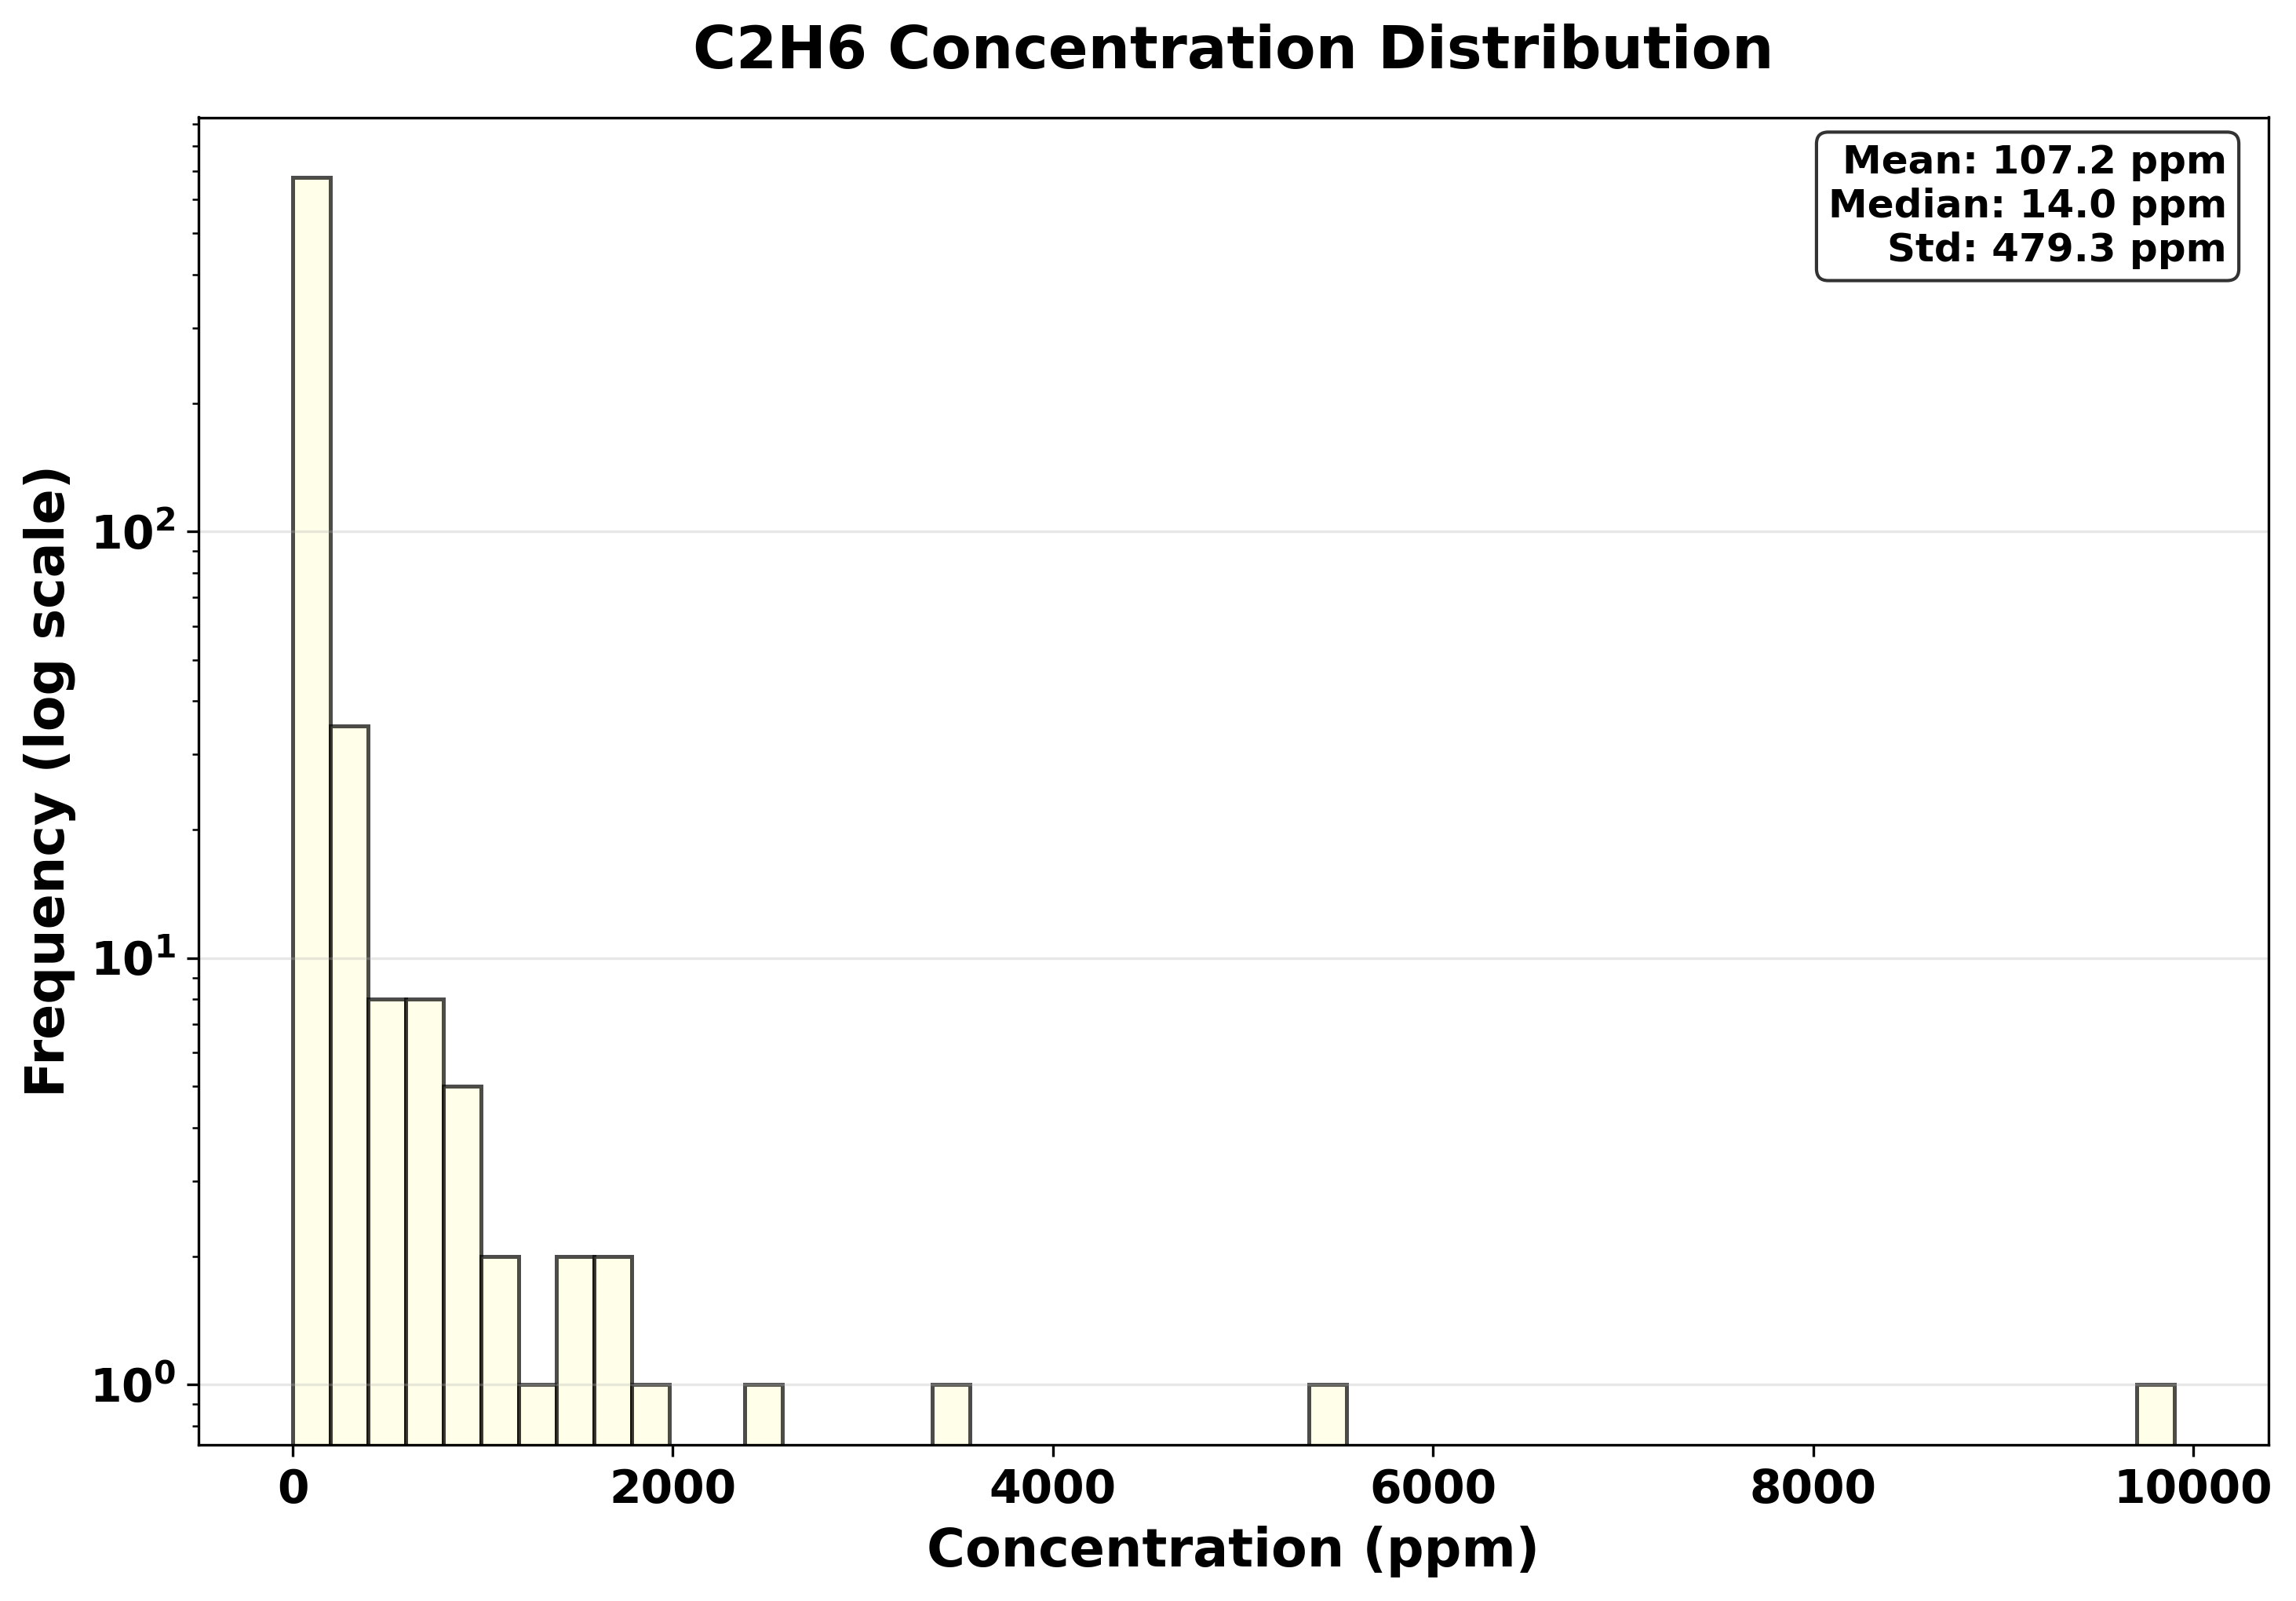 C2H6 Concentration Distribution
Mean: 107.2 ppm
Median: 14.0 ppm
Std: 479.3 ppm
Frequency (log scale)
10²
10¹
10⁰
0 2000 4000 6000 8000 10000
Concentration (ppm)